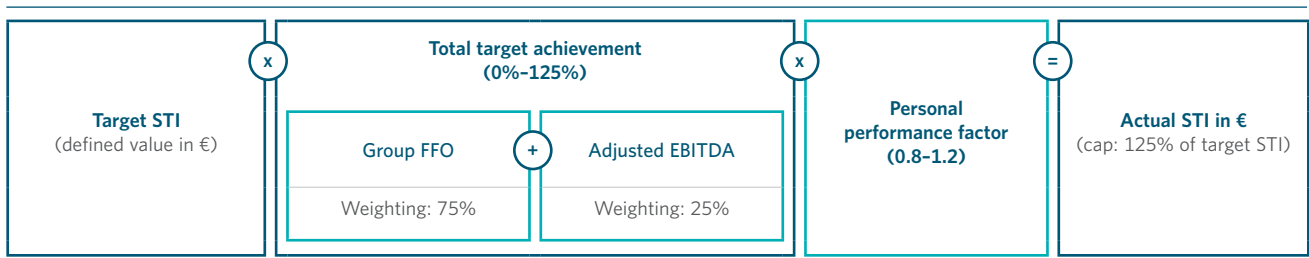 Target STI
(defined value in €)
x
Total target achievement
(0%–125%)
Group FFO
Weighting: 75%
+
Adjusted EBITDA
Weighting: 25%
x
Personal
performance factor
(0.8–1.2)
=
Actual STI in €
(cap: 125% of target STI)